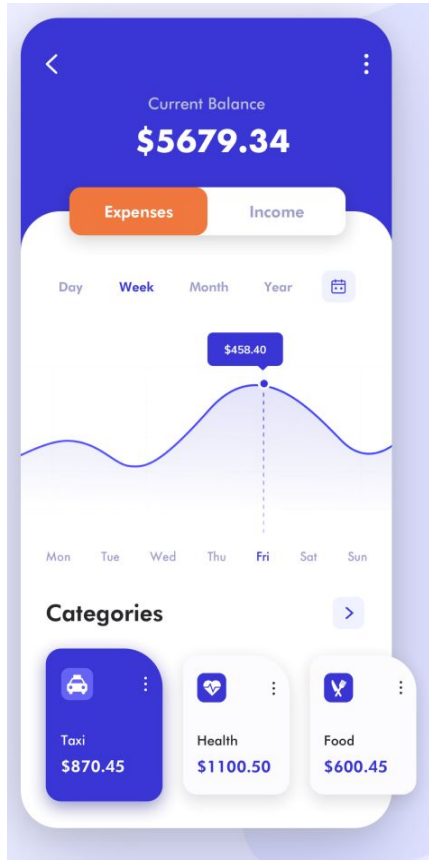 Current Balance
$5679.34
Expenses Income
Day Week Month Year
$458.40
Mon Tue Wed Thu Fri Sat Sun
Categories
Taxi Health Food
$870.45 $1100.50 $600.45